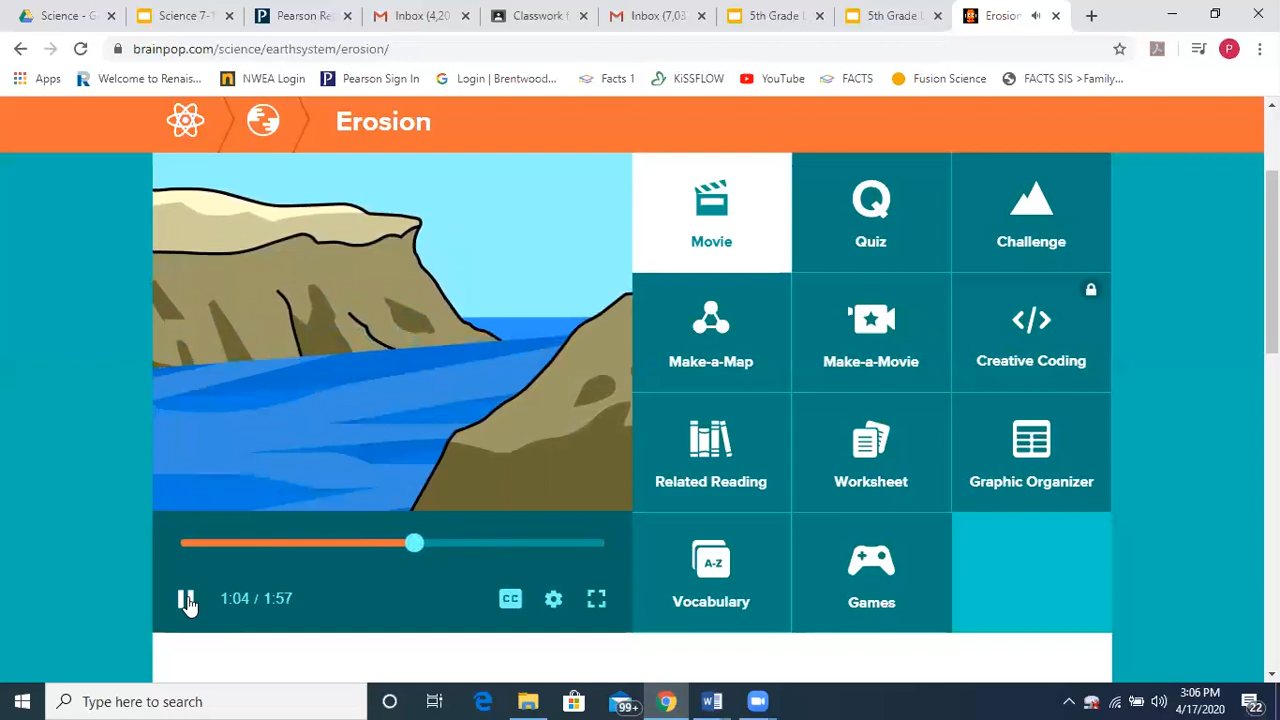 Science - G
Science 7-1
Pearson Re
Inbox (4,20
Classwork f
Inbox (7,03
5th Grade
5th Grade
Erosion
brainpop.com/science/earthsystem/erosion/
P
Apps
Welcome to Renais...
NWEA Login
Pearson Sign In
Login | Brentwood...
Facts 1
KiSSFLOW
YouTube
FACTS
Fusion Science
FACTS SIS >Family...
Erosion
Movie
Q
Quiz
Challenge
Make-a-Map
Make-a-Movie
</>
Creative Coding
Related Reading
Worksheet
Graphic Organizer
A-Z
Vocabulary
Games
1:04 / 1:57
CC
Type here to search
99+
3:06 PM
4/17/2020
22